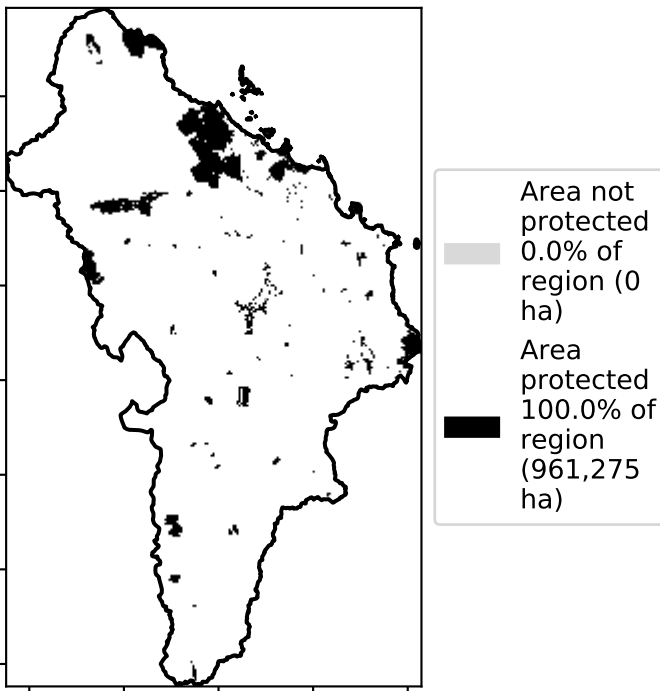 Area not
protected
0.0% of
region (0
ha)
Area
protected
100.0% of
region
(961,275
ha)